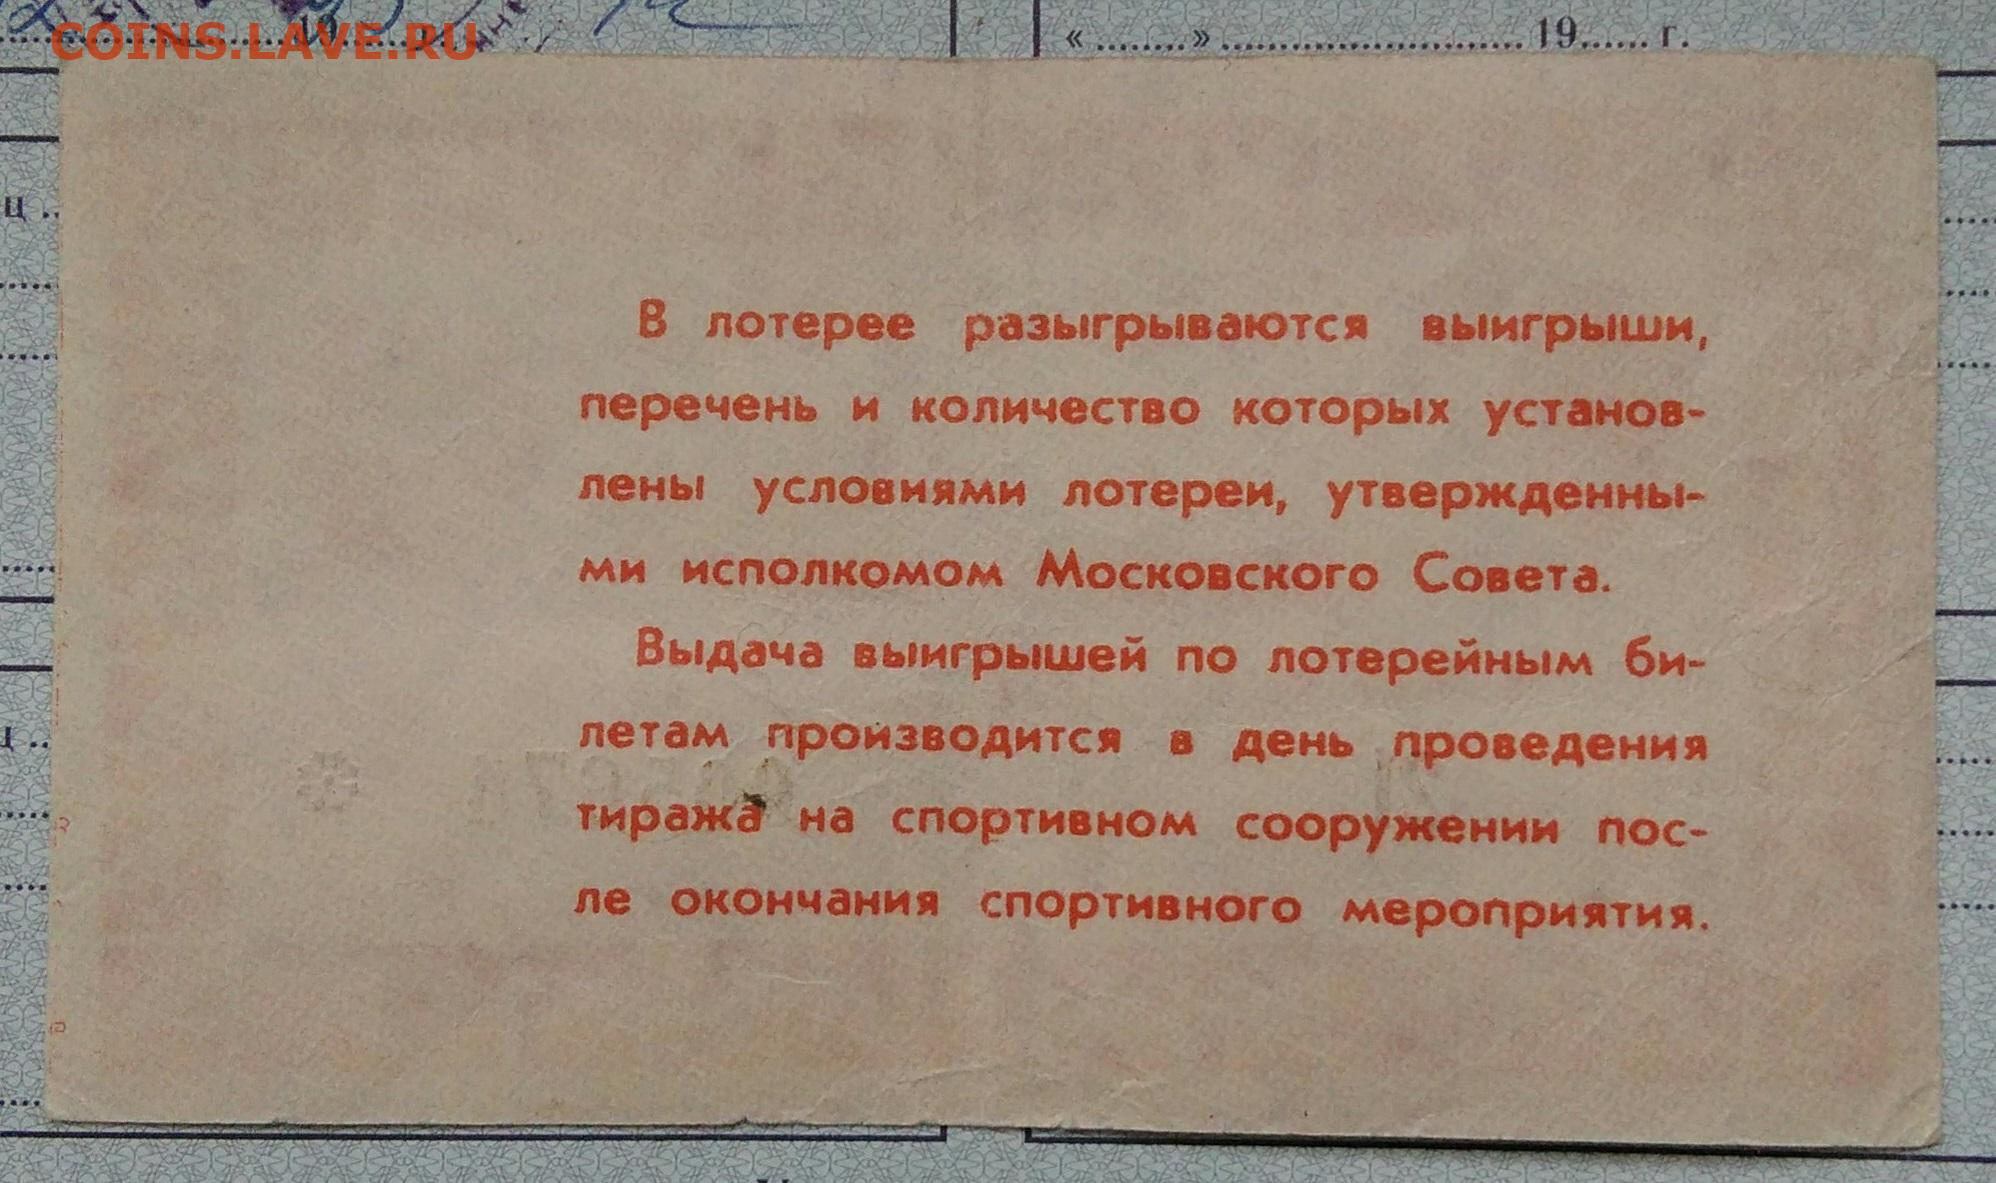 COINS.LAVE.RU
« ........ » .............................. 19...... г.
В лотерее разыгрываются выигрыши,
перечень и количество которых установ-
лены условиями лотереи, утвержденны-
ми исполкомом Московского Совета.
Выдача выигрышей по лотерейным би-
летам производится в день проведения
тиража на спортивном сооружении пос-
ле окончания спортивного мероприятия.